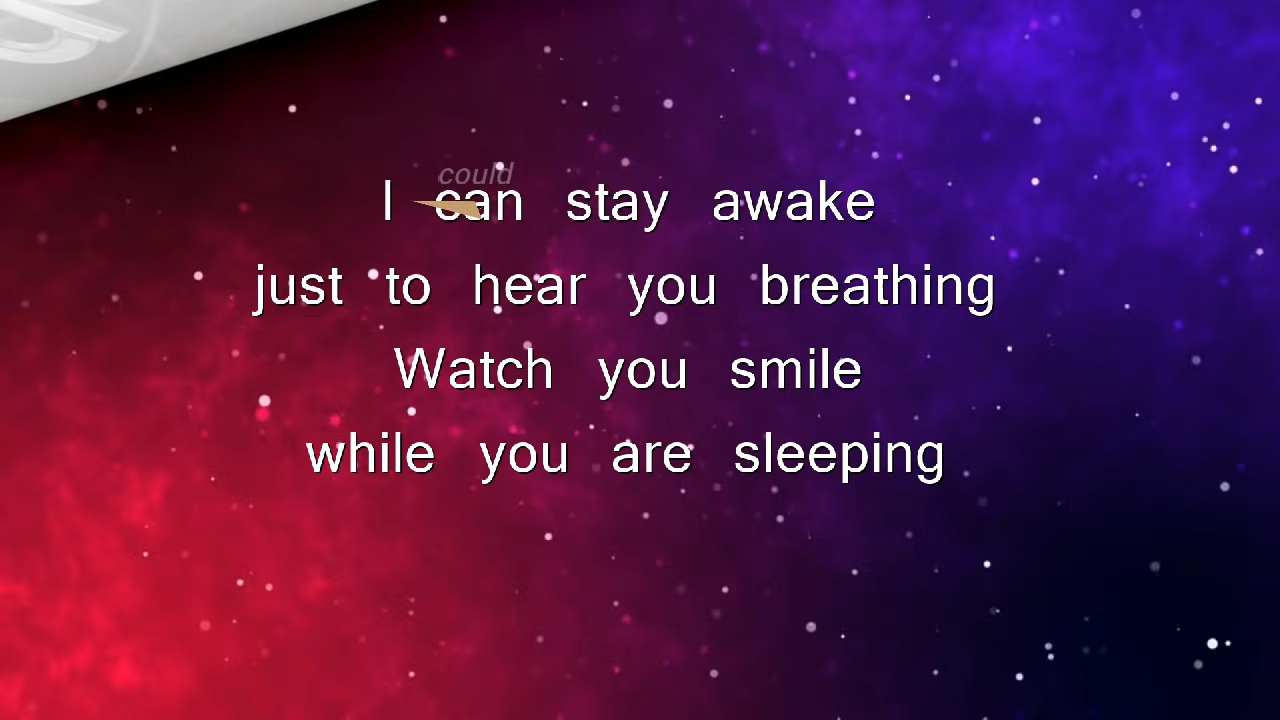 could
I can stay awake
just to hear you breathing
Watch you smile
while you are sleeping